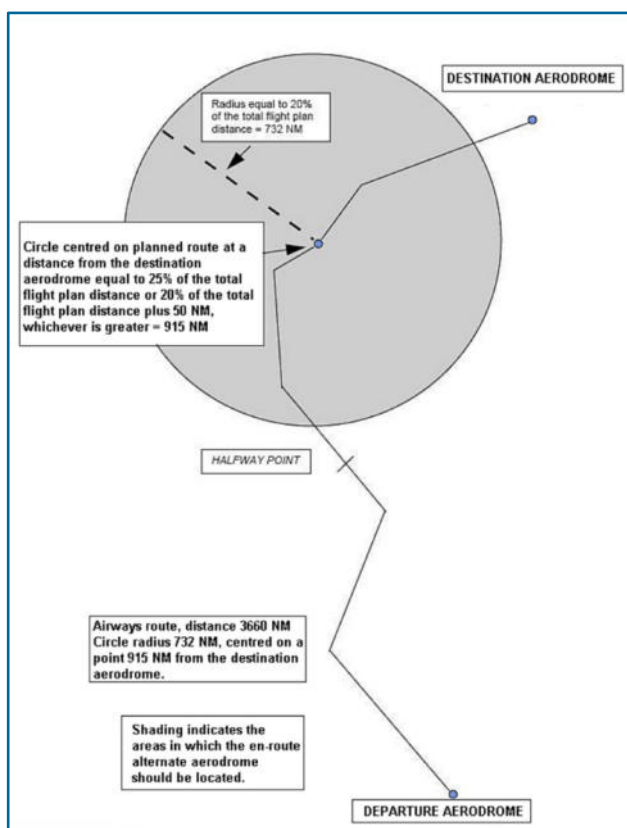 DESTINATION AERODROME
Radius equal to 20%
of the total flight plan
distance = 732 NM
Circle centred on planned route at a
distance from the destination
aerodrome equal to 25% of the total
flight plan distance or 20% of the total
flight plan distance plus 50 NM,
whichever is greater = 915 NM
HALFWAY POINT
Airways route, distance 3660 NM
Circle radius 732 NM, centred on a
point 915 NM from the destination
aerodrome.
Shading indicates the
areas in which the en-route
alternate aerodrome
should be located.
DEPARTURE AERODROME